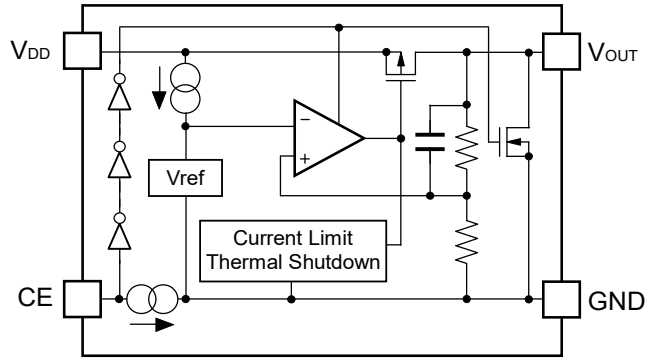 VDD
VOUT
−
+
Vref
Current Limit
Thermal Shutdown
CE
GND